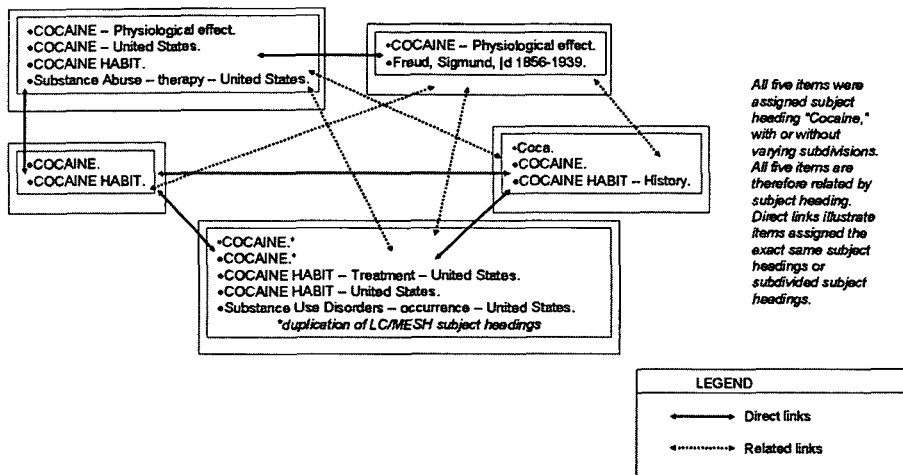 •COCAINE – Physiological effect.
•COCAINE – United States.
•COCAINE HABIT.
•Substance Abuse – therapy – United States.
•COCAINE – Physiological effect.
•Freud, Sigmund, |d 1856-1939.
•COCAINE.
•COCAINE HABIT.
•Coca.
•COCAINE.
•COCAINE HABIT – History.
•COCAINE.*
•COCAINE.*
•COCAINE HABIT – Treatment – United States.
•COCAINE HABIT – United States.
•Substance Use Disorders – occurrence – United States.
*duplication of LC/MESH subject headings
All five items were
assigned subject
heading "Cocaine,"
with or without
varying subdivisions.
All five items are
therefore related by
subject heading.
Direct links illustrate
items assigned the
exact same subject
headings or
subdivided subject
headings.
LEGEND
Direct links
Related links